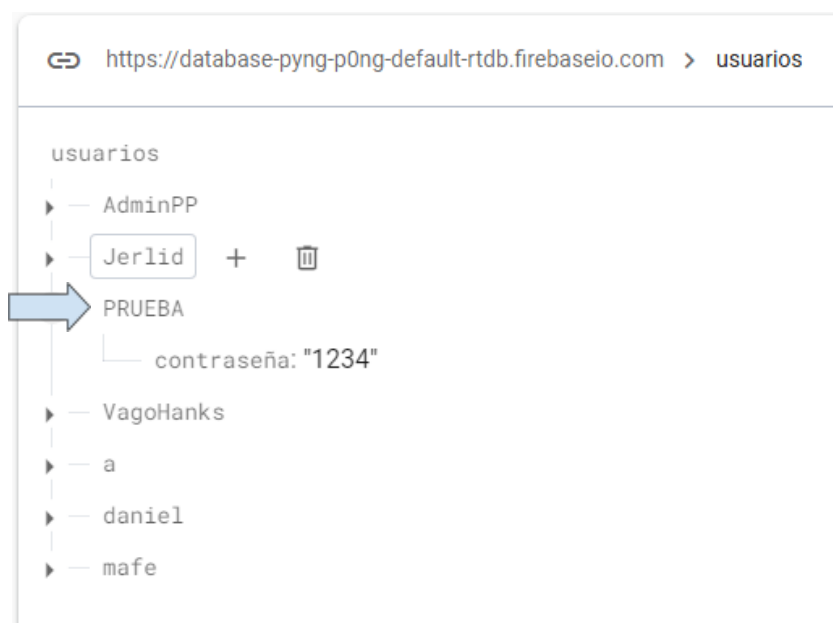 https://database-pyng-p0ng-default-rtdb.firebaseio.com > usuarios
usuarios
AdminPP
Jerlid +
PRUEBA
contraseña: "1234"
VagoHanks
a
daniel
mafe